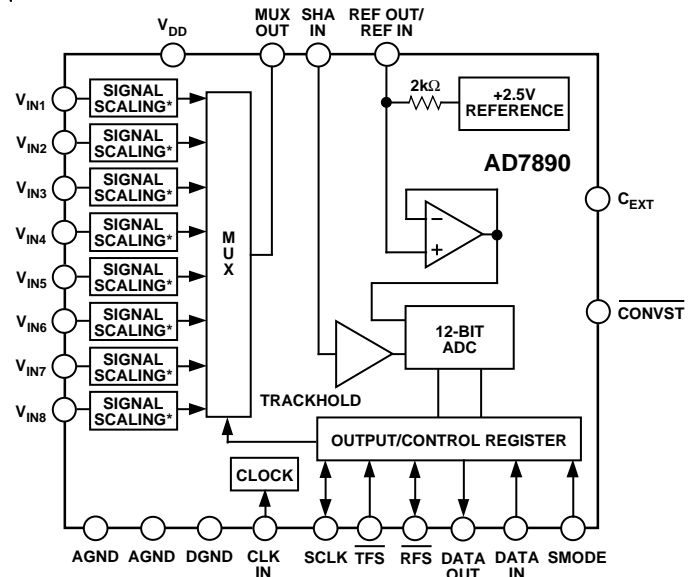 V_DD
MUX OUT
SHA IN
REF OUT/ REF IN
2kΩ
+2.5V REFERENCE
AD7890
V_IN1
SIGNAL SCALING*
V_IN2
SIGNAL SCALING*
V_IN3
SIGNAL SCALING*
V_IN4
SIGNAL SCALING*
V_IN5
SIGNAL SCALING*
V_IN6
SIGNAL SCALING*
V_IN7
SIGNAL SCALING*
V_IN8
SIGNAL SCALING*
MUX
−
+
C_EXT
CONVST
12-BIT ADC
TRACKHOLD
OUTPUT/CONTROL REGISTER
CLOCK
AGND
AGND
DGND
CLK IN
SCLK
TFS
RFS
DATA OUT
DATA IN
SMODE